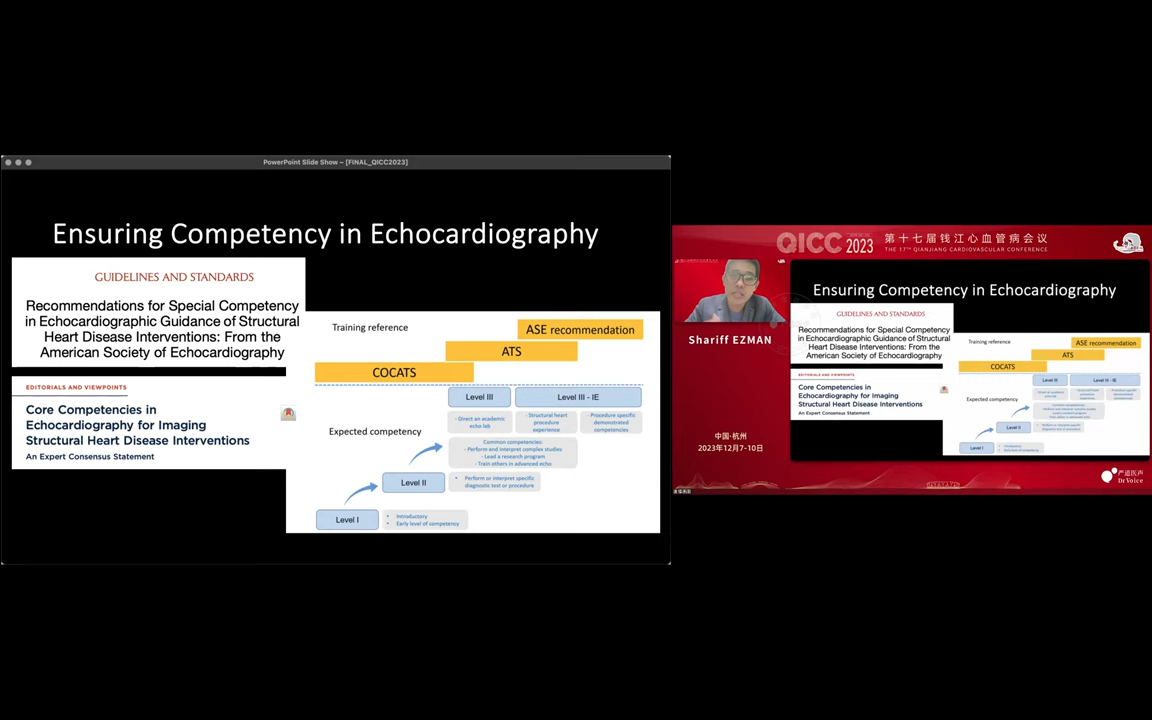 PowerPoint Slide Show – [FINAL_QICC2023]
Ensuring Competency in Echocardiography
GUIDELINES AND STANDARDS
Recommendations for Special Competency
in Echocardiographic Guidance of Structural
Heart Disease Interventions: From the
American Society of Echocardiography
EDITORIALS AND VIEWPOINTS
Core Competencies in
Echocardiography for Imaging
Structural Heart Disease Interventions
An Expert Consensus Statement
Training reference
ASE recommendation
ATS
COCATS
Level III
Level III - IE
- Direct an academic
echo lab
- Structural heart
procedure
experience
- Procedure specific
demonstrated
competencies
Expected competency
Common competencies:
- Perform and interpret complex studies
- Lead a research program
- Train others in advanced echo
Level II
• Perform or interpret specific
diagnostic test or procedure
Level I
• Introductory
• Early level of competency
QICC 2023
第十七届钱江心血管病会议
THE 17TH QIANJIANG CARDIOVASCULAR CONFERENCE
Shariff EZMAN
中国·杭州
2023年12月7-10日
Ensuring Competency in Echocardiography
GUIDELINES AND STANDARDS
Recommendations for Special Competency
in Echocardiographic Guidance of Structural
Heart Disease Interventions: From the
American Society of Echocardiography
EDITORIALS AND VIEWPOINTS
Core Competencies in
Echocardiography for Imaging
Structural Heart Disease Interventions
An Expert Consensus Statement
Training reference
ASE recommendation
ATS
COCATS
Level III
Level III - IE
Expected competency
Level II
Level I
严道医声
DrVoice